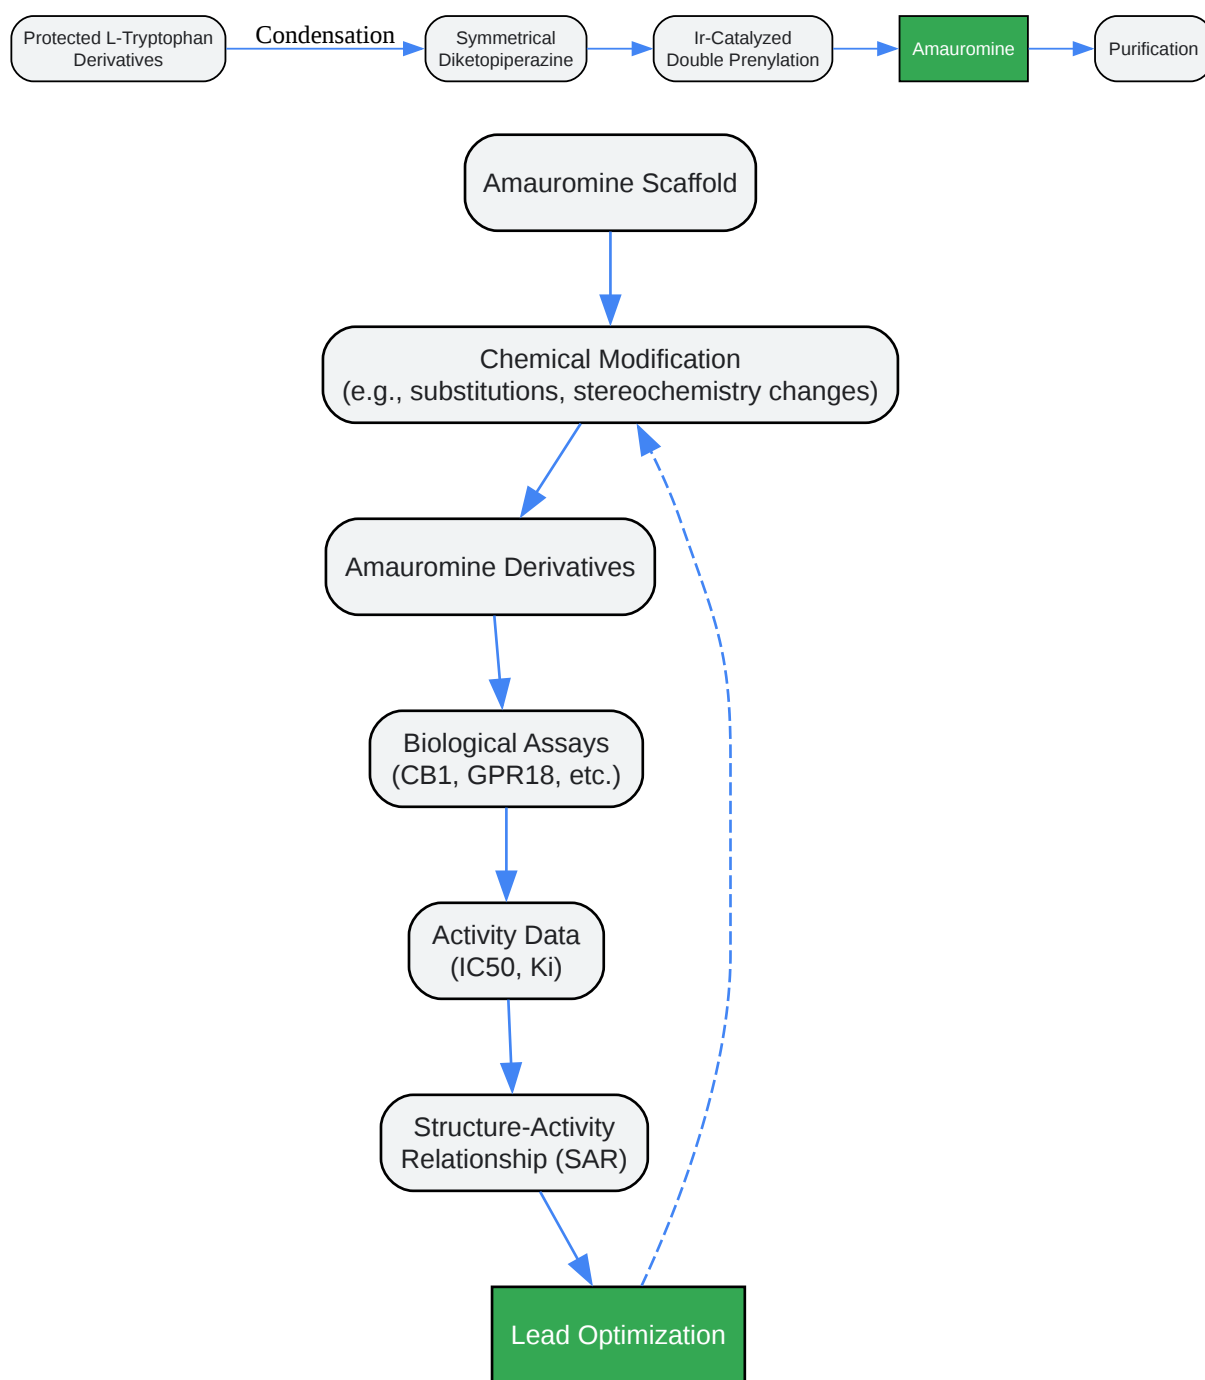 Protected L-Tryptophan
Derivatives
Condensation
Symmetrical
Diketopiperazine
Ir-Catalyzed
Double Prenylation
Amauromine
Purification
Amauromine Scaffold
Chemical Modification
(e.g., substitutions, stereochemistry changes)
Amauromine Derivatives
Biological Assays
(CB1, GPR18, etc.)
Activity Data
(IC50, Ki)
Structure-Activity
Relationship (SAR)
Lead Optimization